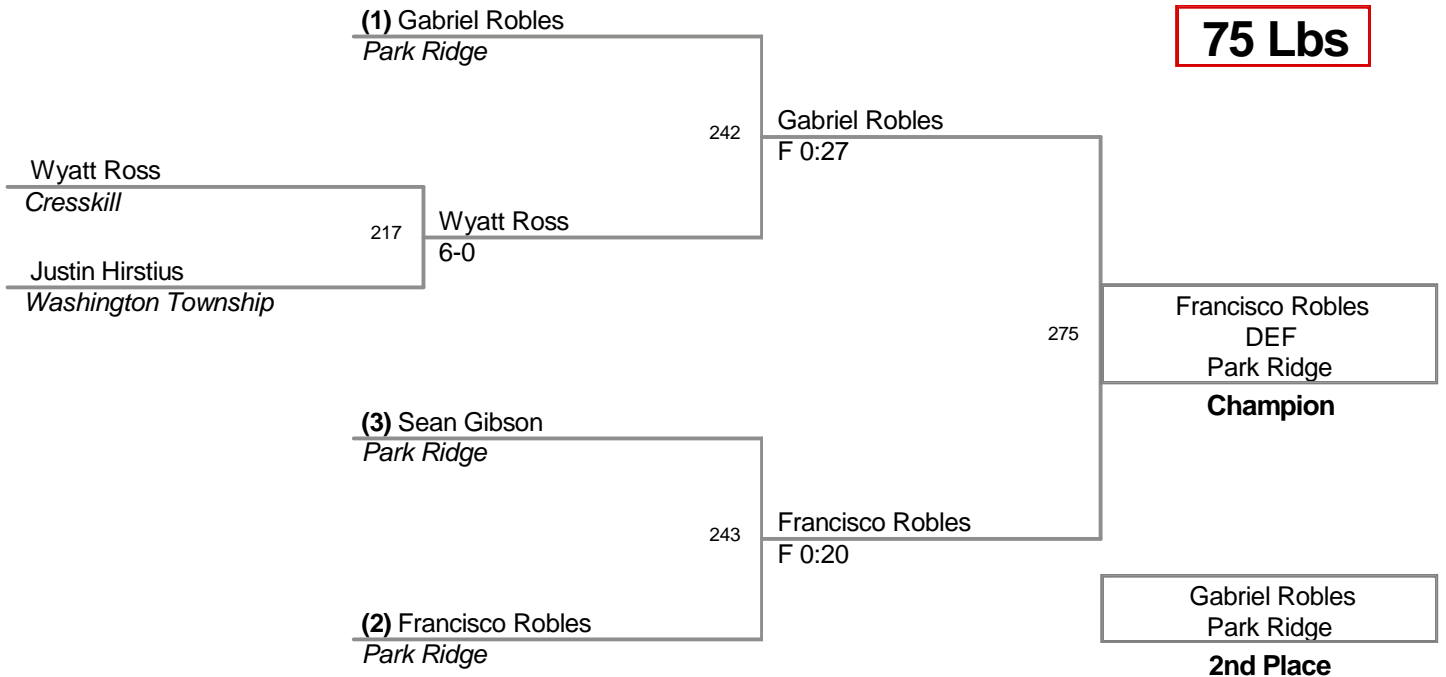 (1) Gabriel Robles
Park Ridge
75 Lbs
242
Gabriel Robles
F 0:27
Wyatt Ross
Cresskill
217
Wyatt Ross
6-0
Justin Hirstius
Washington Township
275
Francisco Robles
DEF
Park Ridge
Champion
(3) Sean Gibson
Park Ridge
243
Francisco Robles
F 0:20
(2) Francisco Robles
Park Ridge
Gabriel Robles
Park Ridge
2nd Place